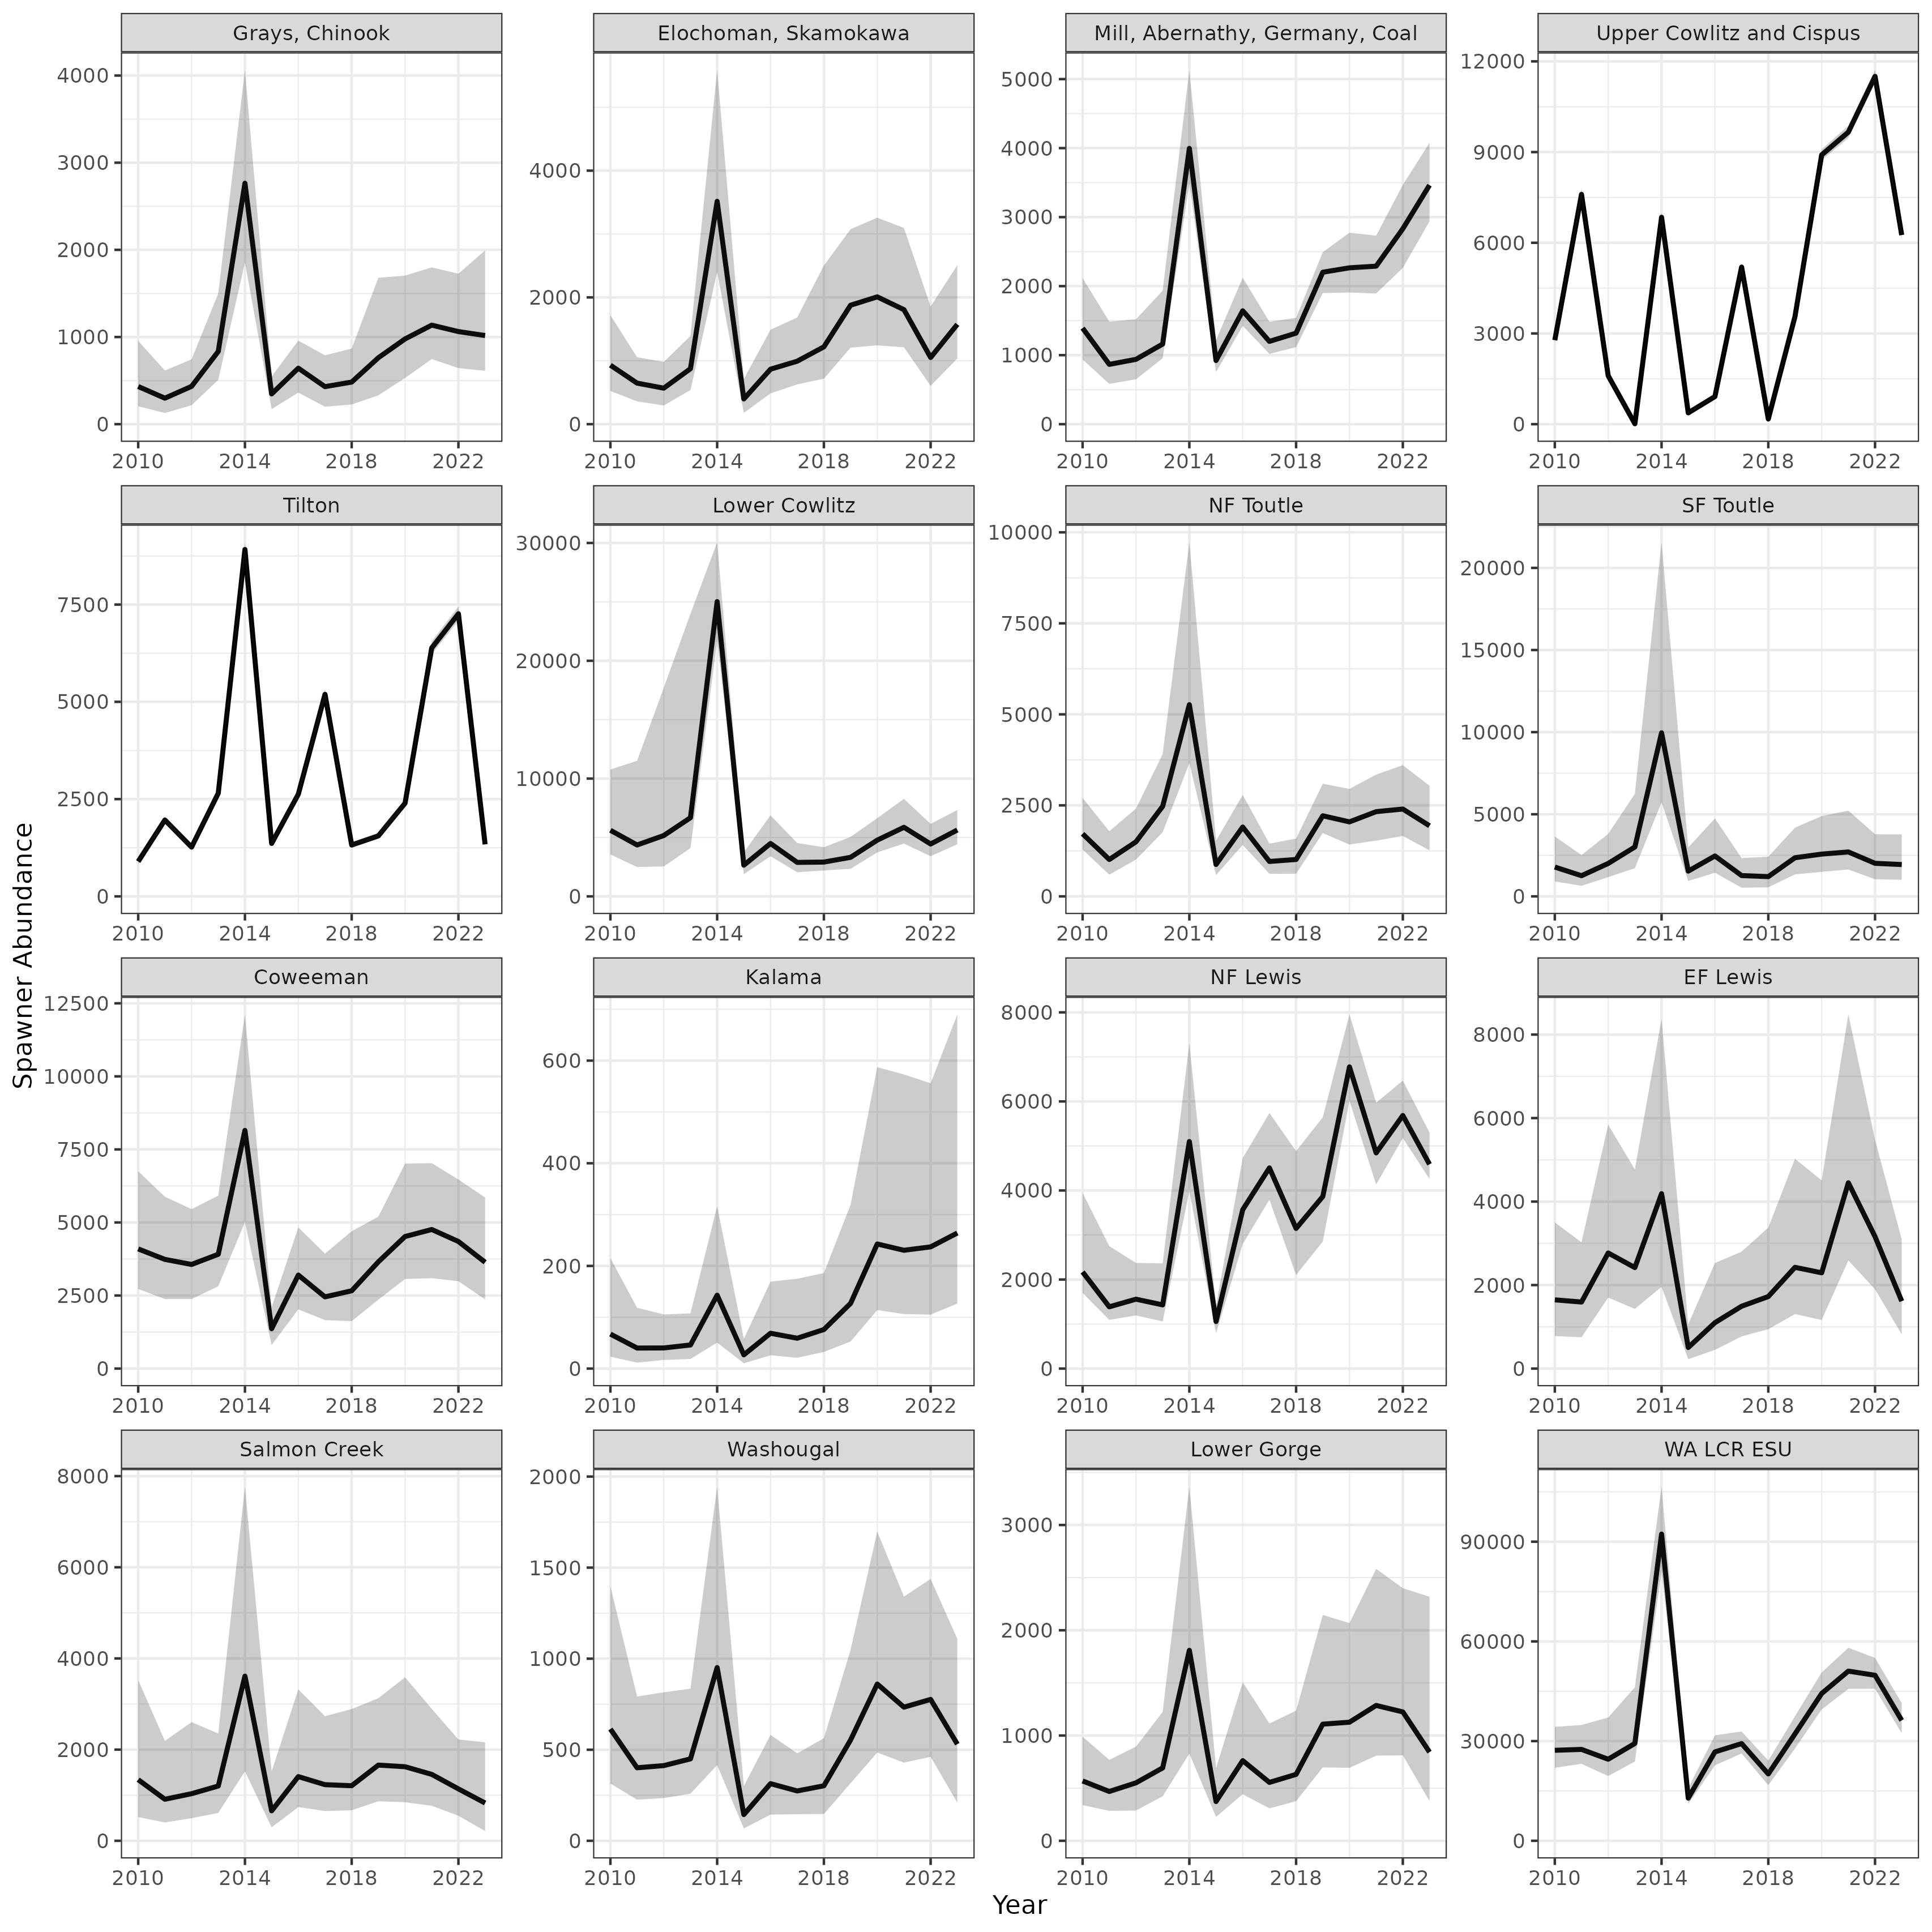 Grays, Chinook
Elochoman, Skamokawa
Mill, Abernathy, Germany, Coal
Upper Cowlitz and Cispus
4000
3000
2000
1000
0
4000
2000
0
5000
4000
3000
2000
1000
0
12000
9000
6000
3000
0
2010 2014 2018 2022
2010 2014 2018 2022
2010 2014 2018 2022
2010 2014 2018 2022
Tilton
Lower Cowlitz
NF Toutle
SF Toutle
7500
5000
2500
0
30000
20000
10000
0
10000
7500
5000
2500
0
20000
15000
10000
5000
0
2010 2014 2018 2022
2010 2014 2018 2022
2010 2014 2018 2022
2010 2014 2018 2022
Spawner Abundance
Coweeman
Kalama
NF Lewis
EF Lewis
12500
10000
7500
5000
2500
0
600
400
200
0
8000
6000
4000
2000
0
8000
6000
4000
2000
0
2010 2014 2018 2022
2010 2014 2018 2022
2010 2014 2018 2022
2010 2014 2018 2022
Salmon Creek
Washougal
Lower Gorge
WA LCR ESU
8000
6000
4000
2000
0
2000
1500
1000
500
0
3000
2000
1000
0
90000
60000
30000
0
2010 2014 2018 2022
2010 2014 2018 2022
2010 2014 2018 2022
2010 2014 2018 2022
Year